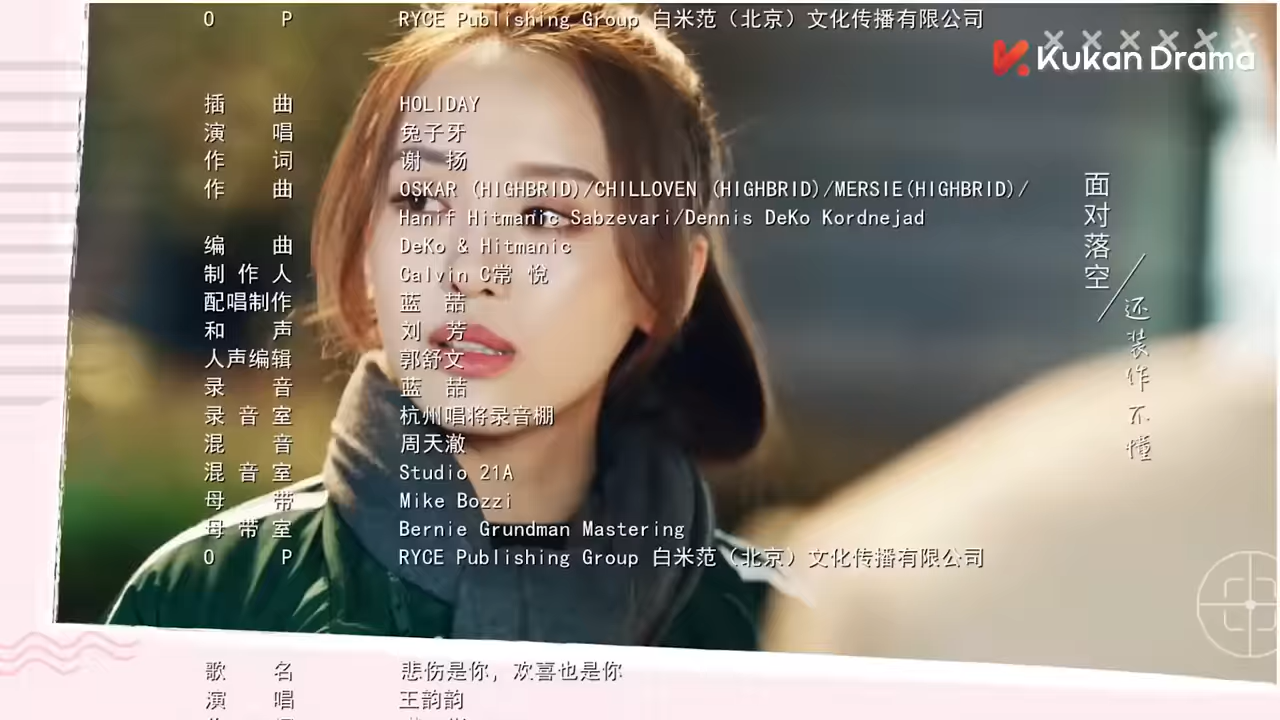 O P RYCE Publishing Group 白米范（北京）文化传播有限公司
Kukan Drama
插 曲 HOLIDAY
演 唱 兔子牙
作 词 谢 扬
作 曲 OSKAR (HIGHBRID)/CHILLOVEN (HIGHBRID)/MERSIE(HIGHBRID)/
Hanif Hitmanic Sabzevari/Dennis DeKo Kordnejad
编 曲 DeKo & Hitmanic
制 作 人 Calvin C常 悦
配唱制作 蓝 喆
和 声 刘 芳
人声编辑 郭舒文
录 音 蓝 喆
录 音 室 杭州唱将录音棚
混 音 周天澈
混 音 室 Studio 21A
母 带 Mike Bozzi
母 带 室 Bernie Grundman Mastering
O P RYCE Publishing Group 白米范（北京）文化传播有限公司
面对落空
还装作不懂
歌 名 悲伤是你，欢喜也是你
演 唱 王韵韵